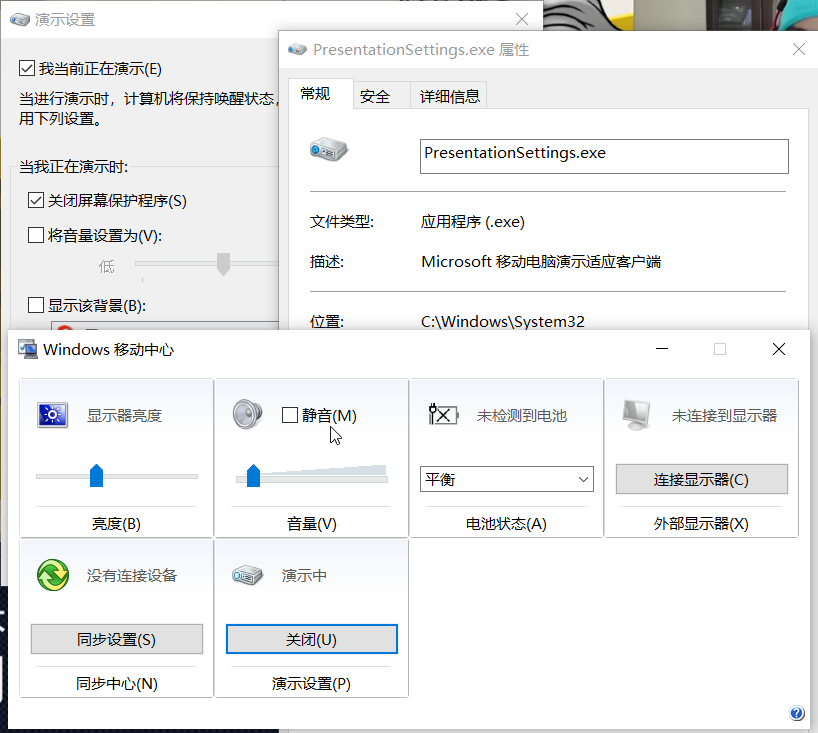 演示设置
我当前正在演示(E)
当进行演示时，计算机将保持唤醒状态，
用下列设置。
当我正在演示时:
关闭屏幕保护程序(S)
将音量设置为(V):
低
显示该背景(B):
PresentationSettings.exe 属性
常规
安全
详细信息
PresentationSettings.exe
文件类型:
应用程序 (.exe)
描述:
Microsoft 移动电脑演示适应客户端
位置:
C:\Windows\System32
Windows 移动中心
显示器亮度
亮度(B)
静音(M)
音量(V)
未检测到电池
平衡
电池状态(A)
未连接到显示器
连接显示器(C)
外部显示器(X)
没有连接设备
同步设置(S)
同步中心(N)
演示中
关闭(U)
演示设置(P)